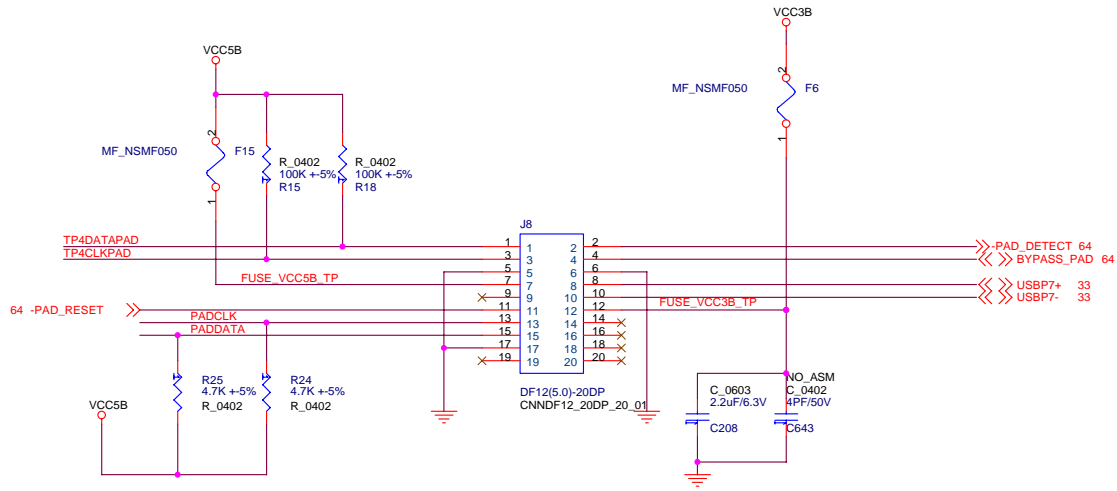 VCC3B
VCC5B
2
MF_NSMF050
F6
1
2
MF_NSMF050
F15
1
R_0402
100K +-5%
R15
R_0402
100K +-5%
R18
J8
TP4DATAPAD
1
1
2
2
-PAD_DETECT 64
TP4CLKPAD
3
3
4
4
BYPASS_PAD 64
5
5
6
6
FUSE_VCC5B_TP
7
7
8
8
USBP7+ 33
9
9
10
10
USBP7- 33
64 -PAD_RESET
11
11
12
12
FUSE_VCC3B_TP
PADCLK
13
13
14
14
PADDATA
15
15
16
16
17
17
18
18
19
19
20
20
DF12(5.0)-20DP
CNNDF12_20DP_20_01
R25
4.7K +-5%
R_0402
R24
4.7K +-5%
R_0402
VCC5B
C_0603
2.2uF/6.3V
C208
NO_ASM
C_0402
4PF/50V
C643